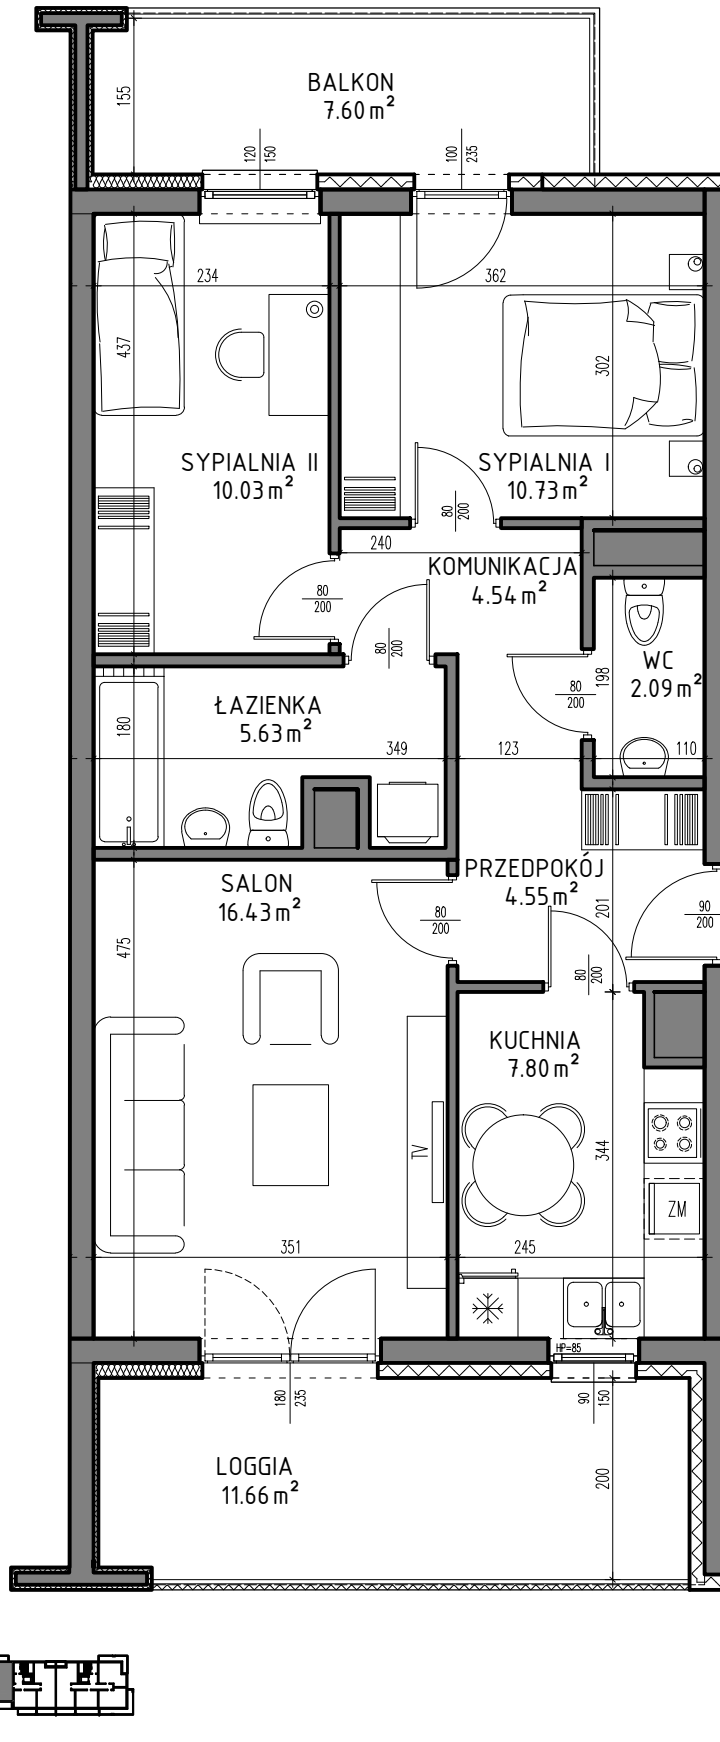 155
BALKON
7.60 m²
120
150
100
235
234
362
437
302
SYPIALNIA II
10.03 m²
SYPIALNIA I
10.73 m²
80
200
240
KOMUNIKACJA
4.54 m²
80
200
80
200
WC
2.09 m²
198
80
200
ŁAZIENKA
5.63 m²
180
349
123
110
PRZEDPOKÓJ
4.55 m²
SALON
16.43 m²
201
90
200
80
200
475
80
200
KUCHNIA
7.80 m²
TV
344
ZM
351
245
HP=85
180
235
90
150
LOGGIA
11.66 m²
200